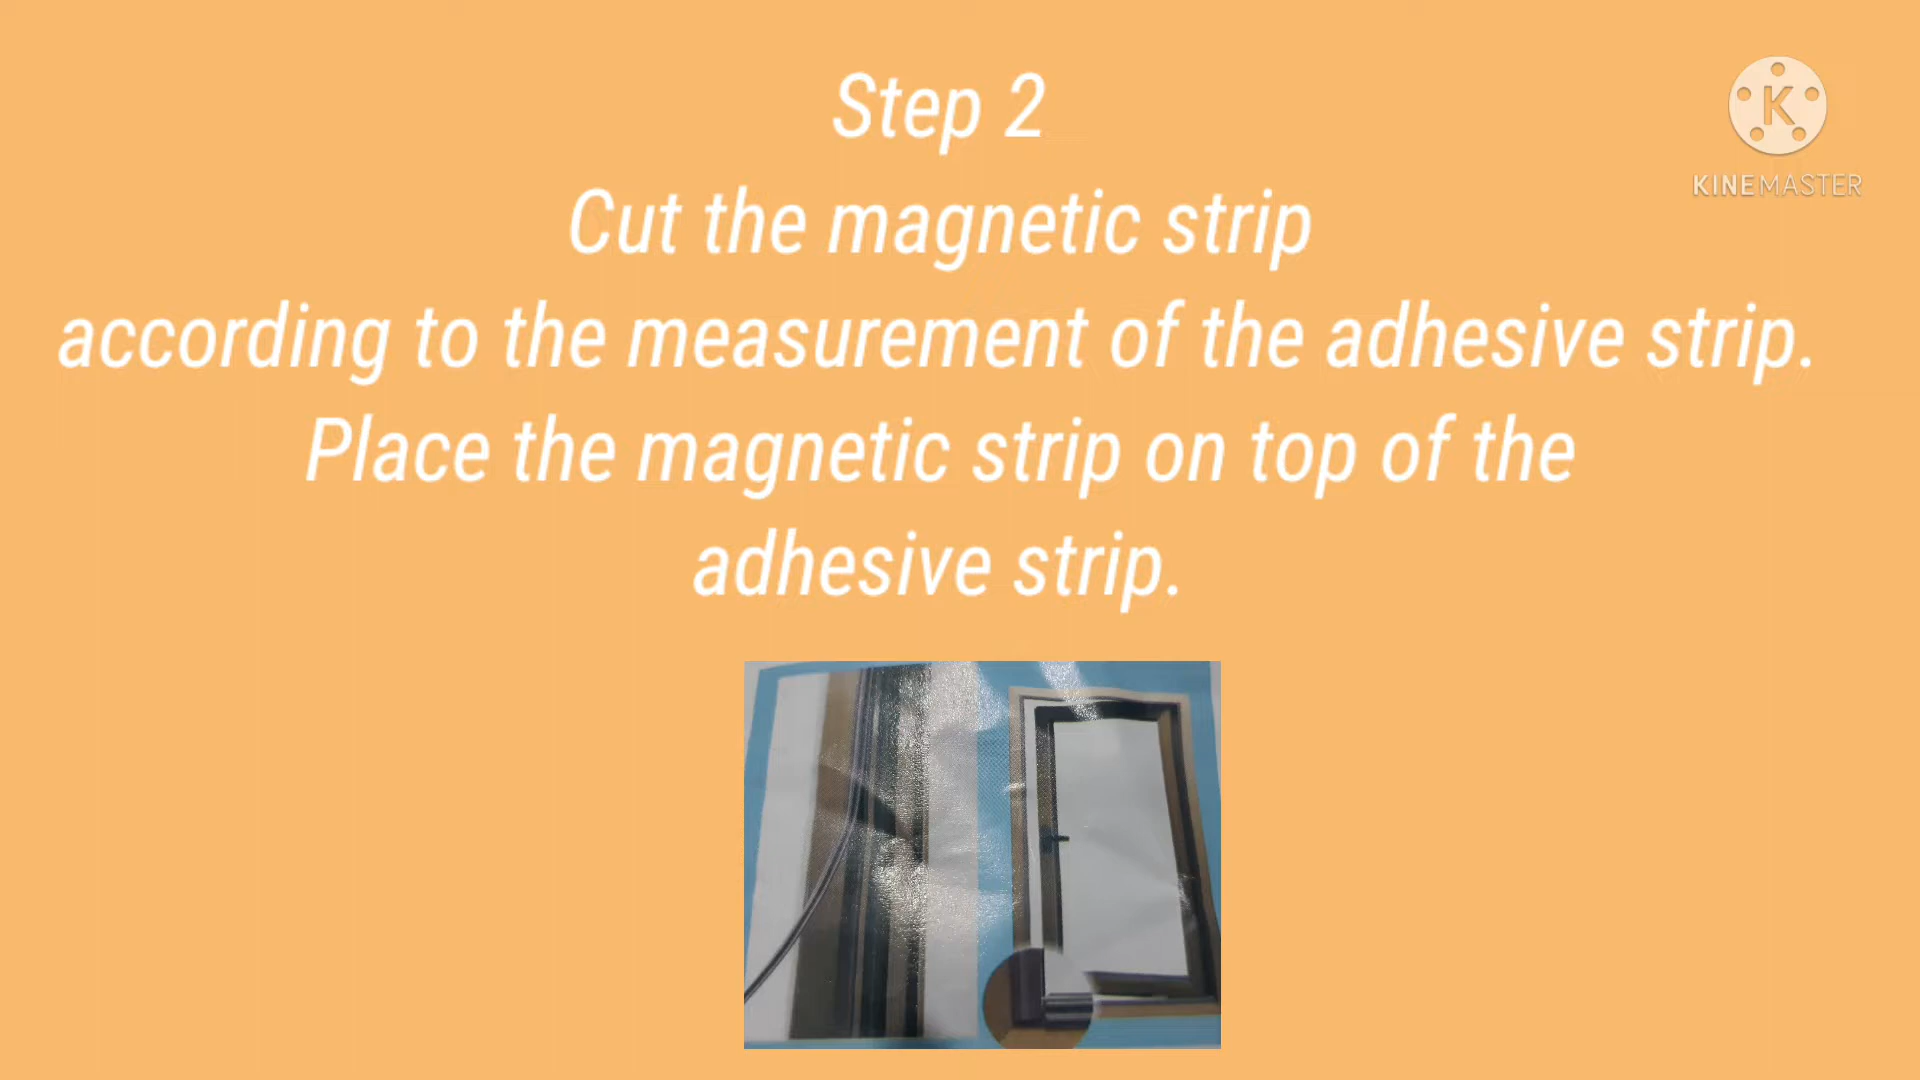 Step 2
KINEMASTER
Cut the magnetic strip
according to the measurement of the adhesive strip.
Place the magnetic strip on top of the
adhesive strip.